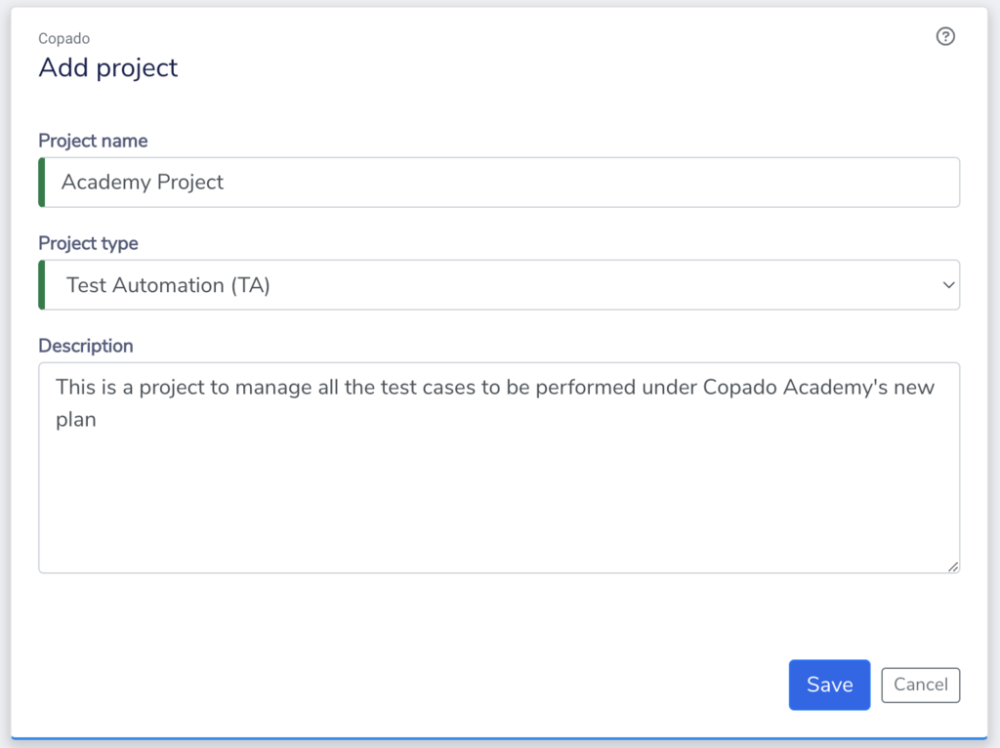 Copado
Add project
Project name
Academy Project
Project type
Test Automation (TA)
Description
This is a project to manage all the test cases to be performed under Copado Academy's new
plan
Save
Cancel